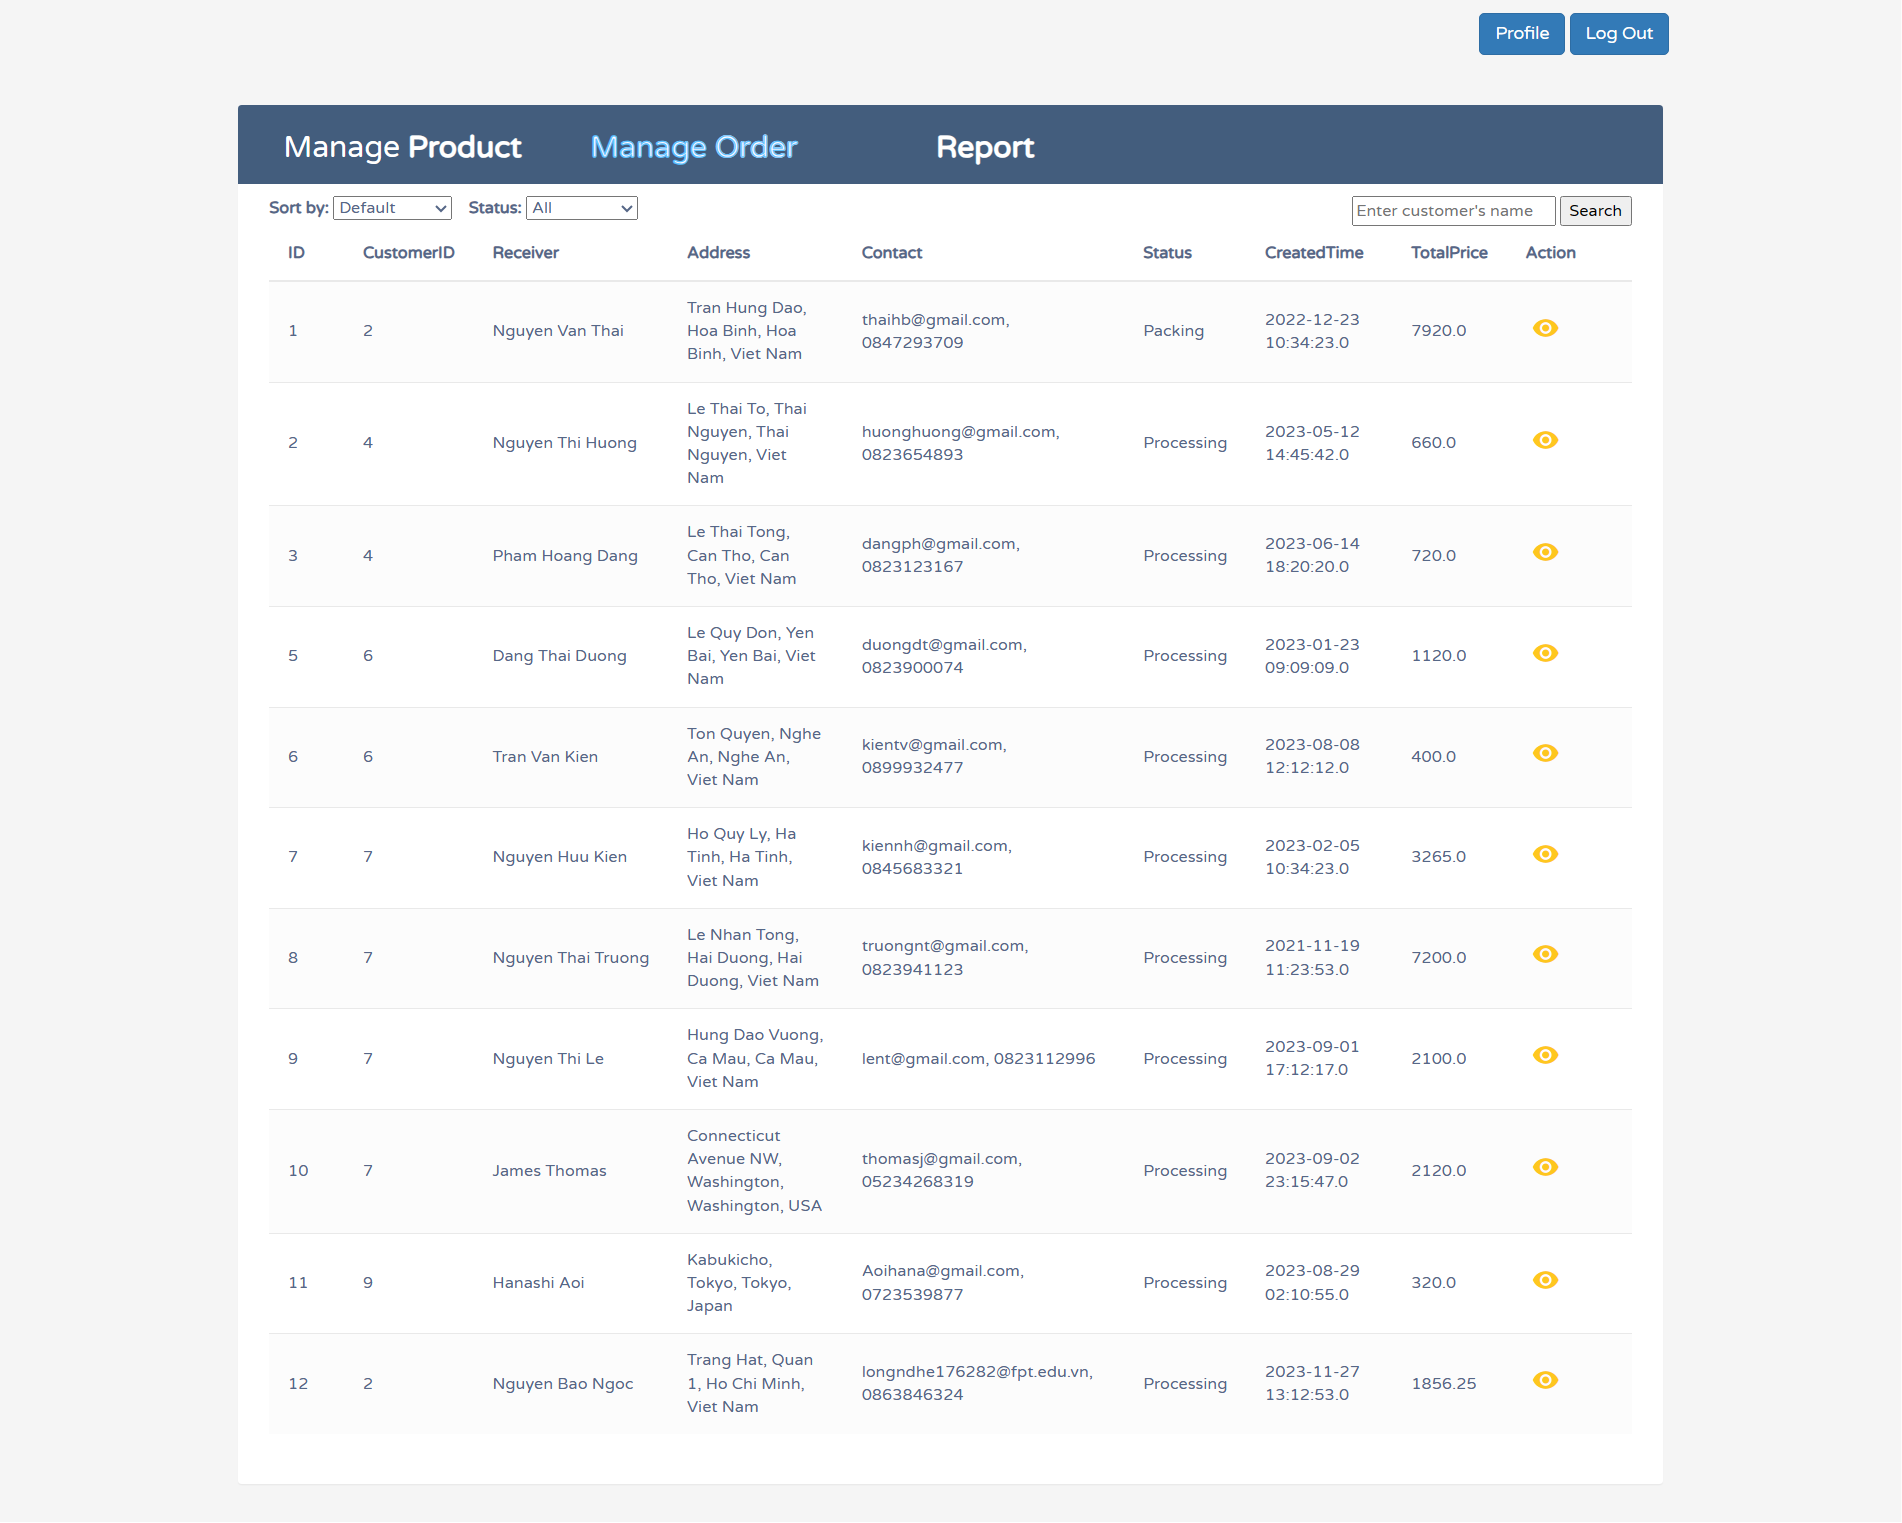 Profile Log Out
Manage Product Manage Order Report
Sort by: Default Status: All Enter customer's name Search
ID CustomerID Receiver Address Contact Status CreatedTime TotalPrice Action
1 2 Nguyen Van Thai Tran Hung Dao, Hoa Binh, Hoa Binh, Viet Nam thaihb@gmail.com, 0847293709 Packing 2022-12-23 10:34:23.0 7920.0
2 4 Nguyen Thi Huong Le Thai To, Thai Nguyen, Thai Nguyen, Viet Nam huonghuong@gmail.com, 0823654893 Processing 2023-05-12 14:45:42.0 660.0
3 4 Pham Hoang Dang Le Thai Tong, Can Tho, Can Tho, Viet Nam dangph@gmail.com, 0823123167 Processing 2023-06-14 18:20:20.0 720.0
5 6 Dang Thai Duong Le Quy Don, Yen Bai, Yen Bai, Viet Nam duongdt@gmail.com, 0823900074 Processing 2023-01-23 09:09:09.0 1120.0
6 6 Tran Van Kien Ton Quyen, Nghe An, Nghe An, Viet Nam kientv@gmail.com, 0899932477 Processing 2023-08-08 12:12:12.0 400.0
7 7 Nguyen Huu Kien Ho Quy Ly, Ha Tinh, Ha Tinh, Viet Nam kiennh@gmail.com, 0845683321 Processing 2023-02-05 10:34:23.0 3265.0
8 7 Nguyen Thai Truong Le Nhan Tong, Hai Duong, Hai Duong, Viet Nam truongnt@gmail.com, 0823941123 Processing 2021-11-19 11:23:53.0 7200.0
9 7 Nguyen Thi Le Hung Dao Vuong, Ca Mau, Ca Mau, Viet Nam lent@gmail.com, 0823112996 Processing 2023-09-01 17:12:17.0 2100.0
10 7 James Thomas Connecticut Avenue NW, Washington, Washington, USA thomasj@gmail.com, 05234268319 Processing 2023-09-02 23:15:47.0 2120.0
11 9 Hanashi Aoi Kabukicho, Tokyo, Tokyo, Japan Aoihana@gmail.com, 0723539877 Processing 2023-08-29 02:10:55.0 320.0
12 2 Nguyen Bao Ngoc Trang Hat, Quan 1, Ho Chi Minh, Viet Nam longndhe176282@fpt.edu.vn, 0863846324 Processing 2023-11-27 13:12:53.0 1856.25